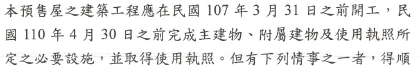 本預售屋之建築工程應在民國 107 年 3 月 31 日之前開工，民
國 110 年 4 月 30 日之前完成主建物、附屬建物及使用執照所
定之必要設施，並取得使用執照。但有下列情事之一者，得順